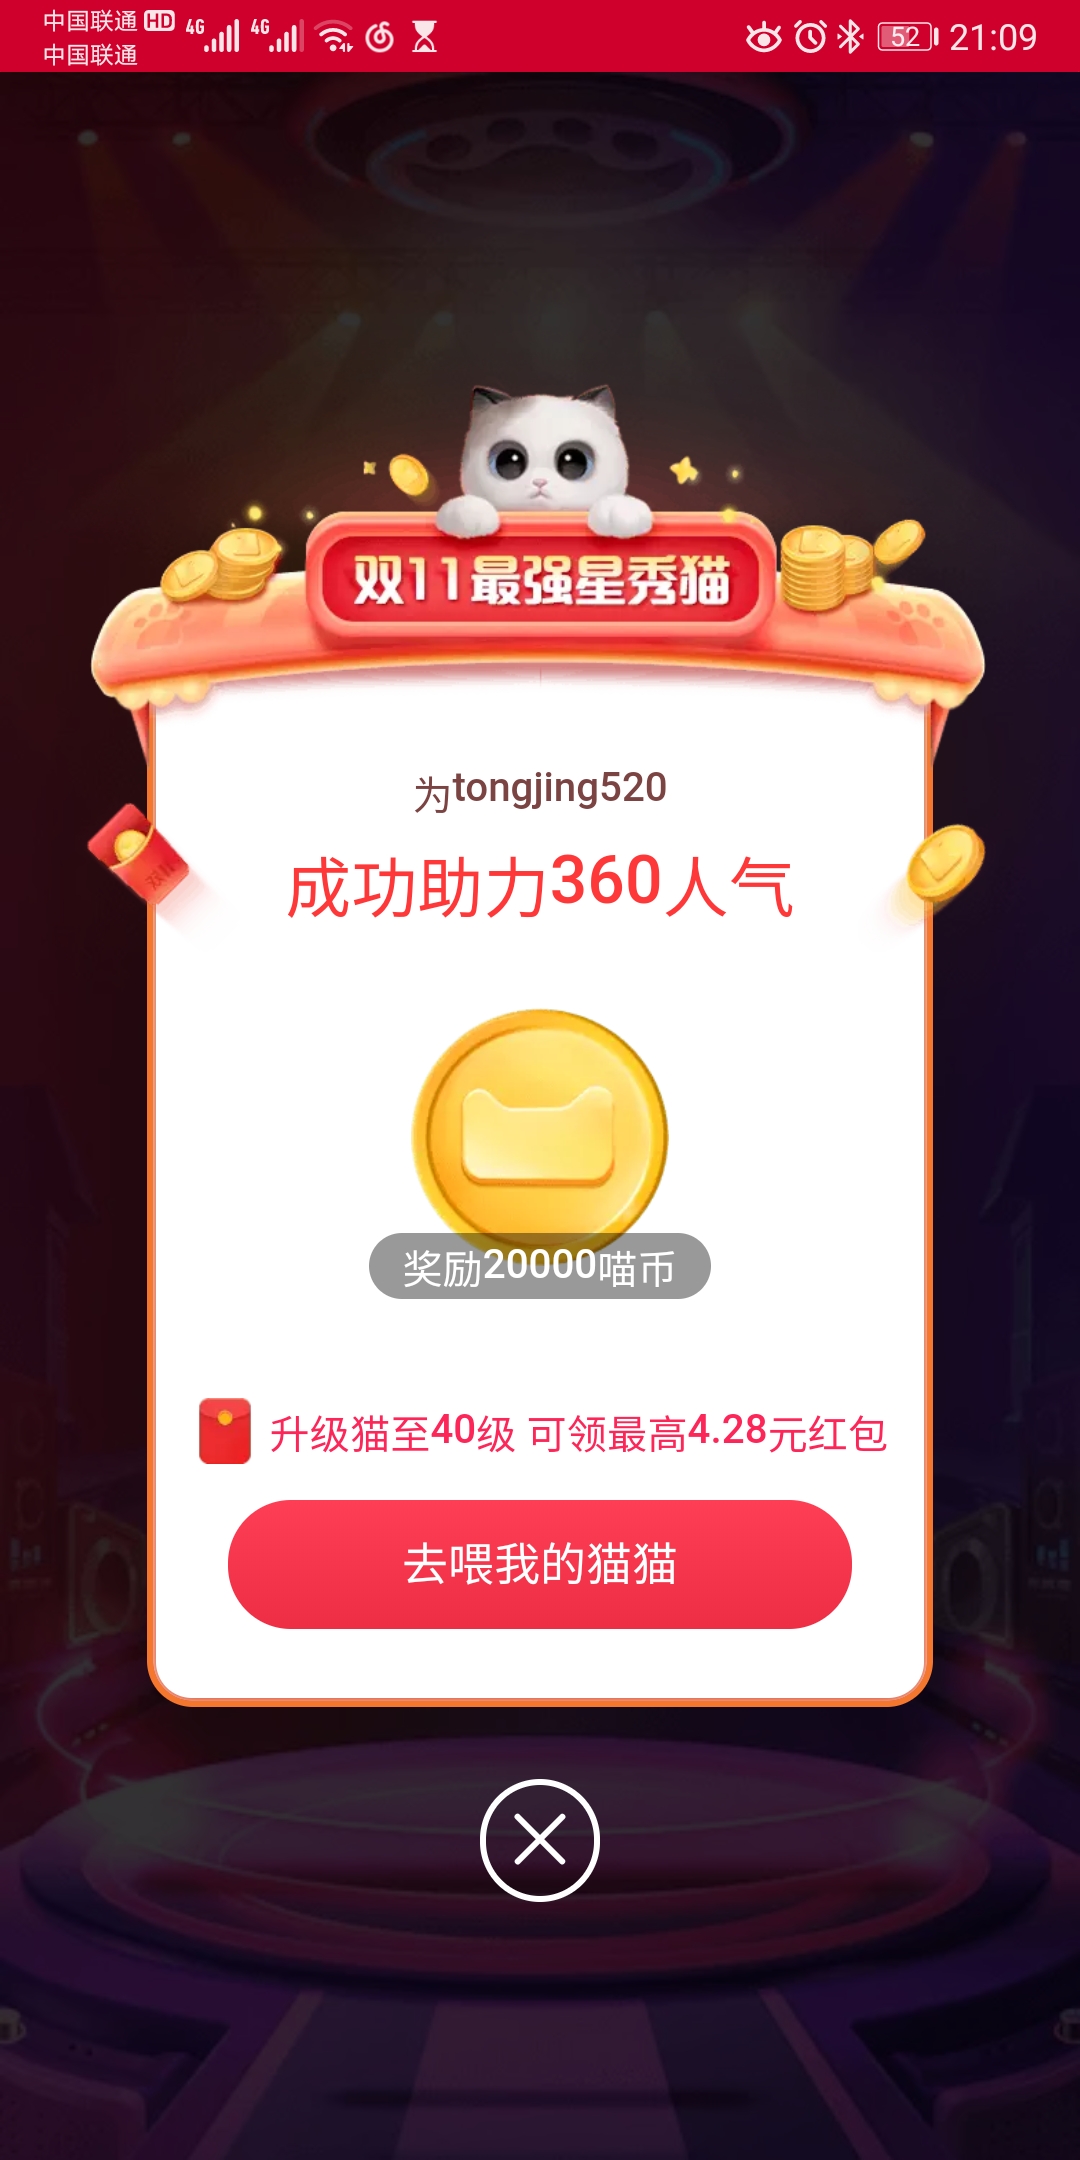 中国联通 HD 4G 4G 52 21:09
中国联通
双11最强星秀猫
为tongjing520
成功助力360人气
双11
奖励20000喵币
升级猫至40级 可领最高4.28元红包
去喂我的猫猫